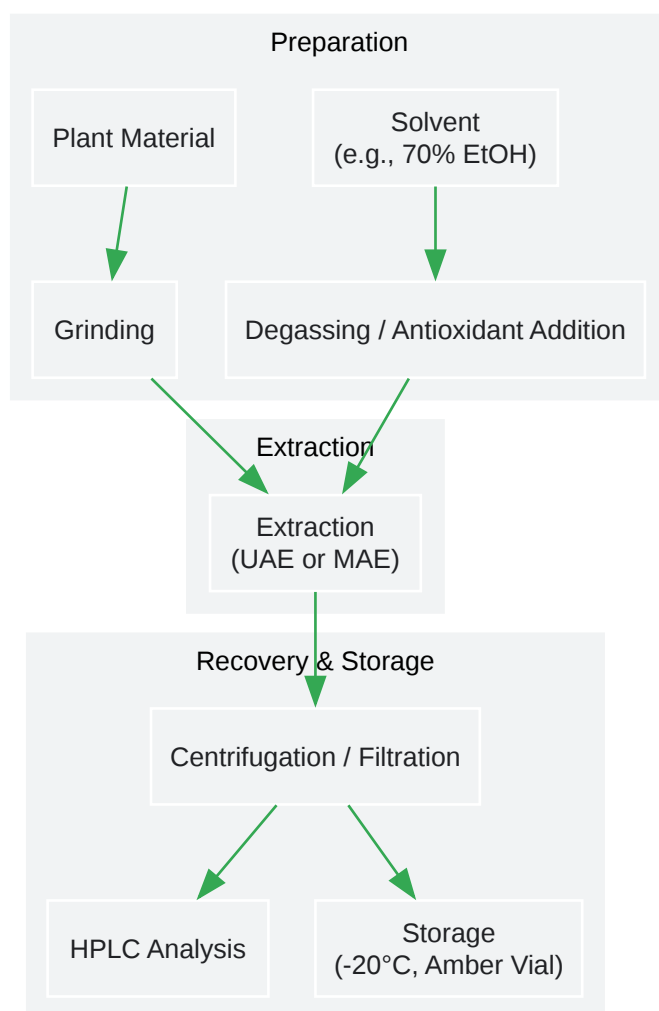 Preparation
Plant Material
Solvent
(e.g., 70% EtOH)
Grinding
Degassing / Antioxidant Addition
Extraction
Extraction
(UAE or MAE)
Recovery & Storage
Centrifugation / Filtration
HPLC Analysis
Storage
(-20°C, Amber Vial)